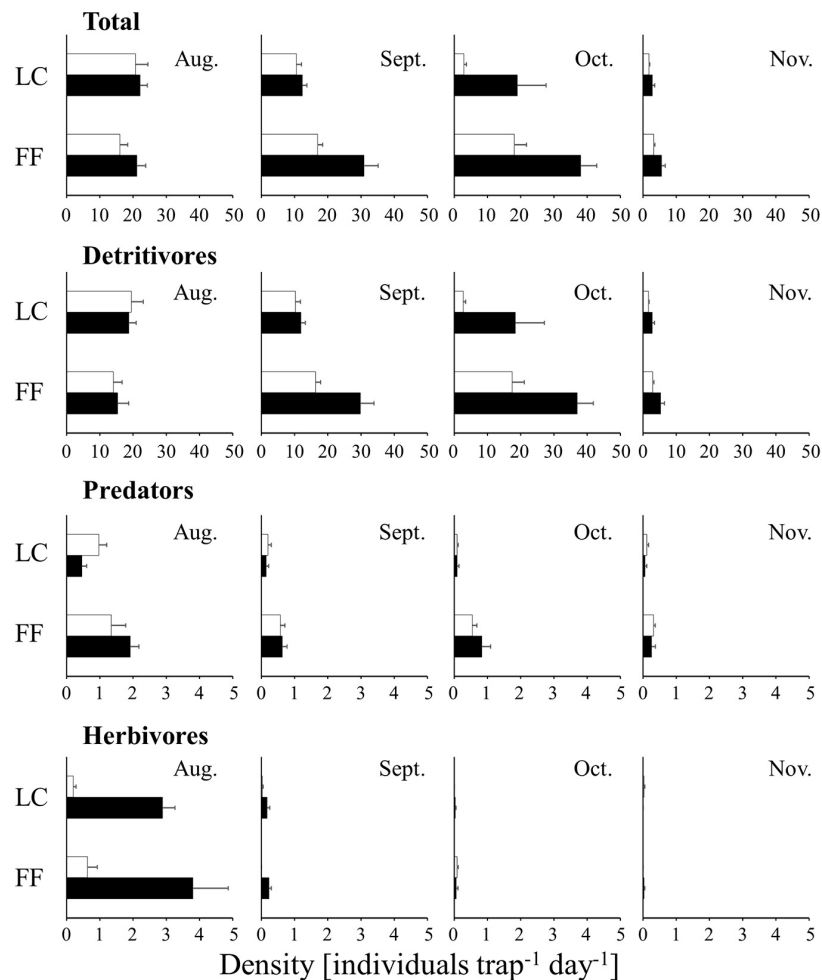 Total
LC Aug. Sept. Oct. Nov.
FF
0 10 20 30 40 50 0 10 20 30 40 50 0 10 20 30 40 50 0 10 20 30 40 50
Detritivores
LC Aug. Sept. Oct. Nov.
FF
0 10 20 30 40 50 0 10 20 30 40 50 0 10 20 30 40 50 0 10 20 30 40 50
Predators
LC Aug. Sept. Oct. Nov.
FF
0 1 2 3 4 5 0 1 2 3 4 5 0 1 2 3 4 5 0 1 2 3 4 5
Herbivores
LC Aug. Sept. Oct. Nov.
FF
0 1 2 3 4 5 0 1 2 3 4 5 0 1 2 3 4 5 0 1 2 3 4 5
Density [individuals trap⁻¹ day⁻¹]